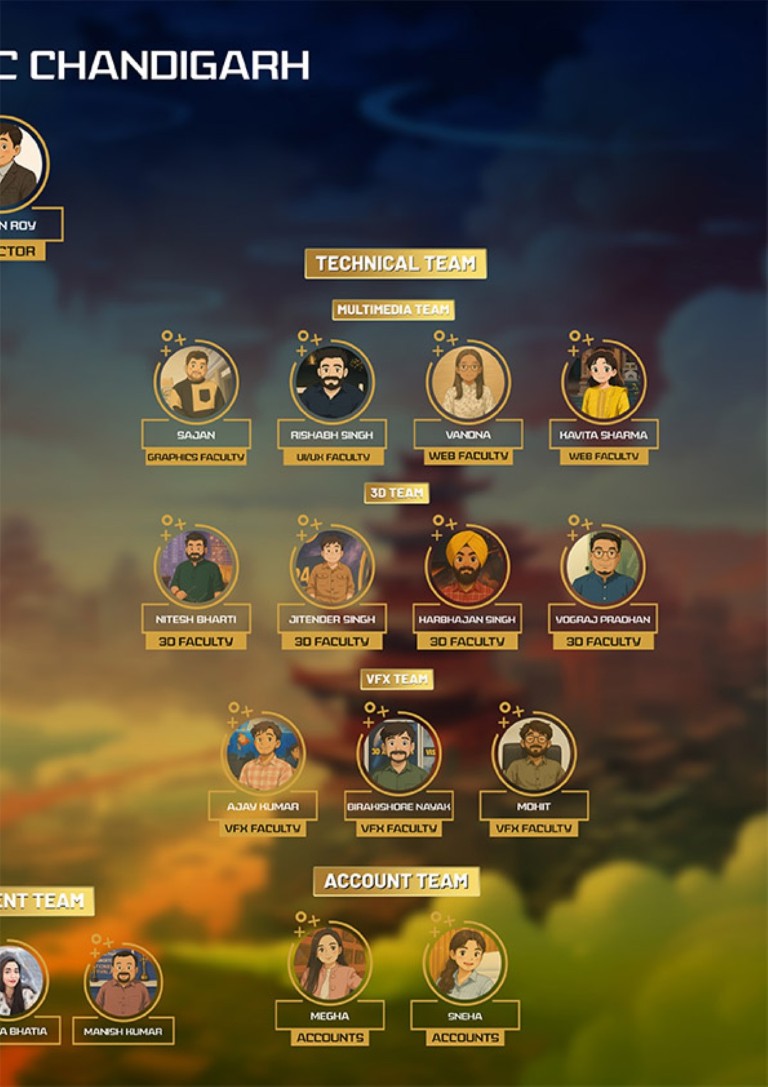 C CHANDIGARH
N ROY
CTOR
TECHNICAL TEAM
MULTIMEDIA TEAM
SAJAN
RISHABH SINGH
VANDNA
KAVITA SHARMA
GRAPHICS FACULTY
UI/UX FACULTY
WEB FACULTY
WEB FACULTY
3D TEAM
NITESH BHARTI
JITENDER SINGH
HARBHAJAN SINGH
YOGRAJ PRADHAN
3D FACULTY
3D FACULTY
3D FACULTY
3D FACULTY
VFX TEAM
AJAY KUMAR
BIRAKISHORE NAYAK
MOHIT
VFX FACULTY
VFX FACULTY
VFX FACULTY
ENT TEAM
ACCOUNT TEAM
A BHATIA
MANISH KUMAR
MEGHA
SNEHA
ACCOUNTS
ACCOUNTS